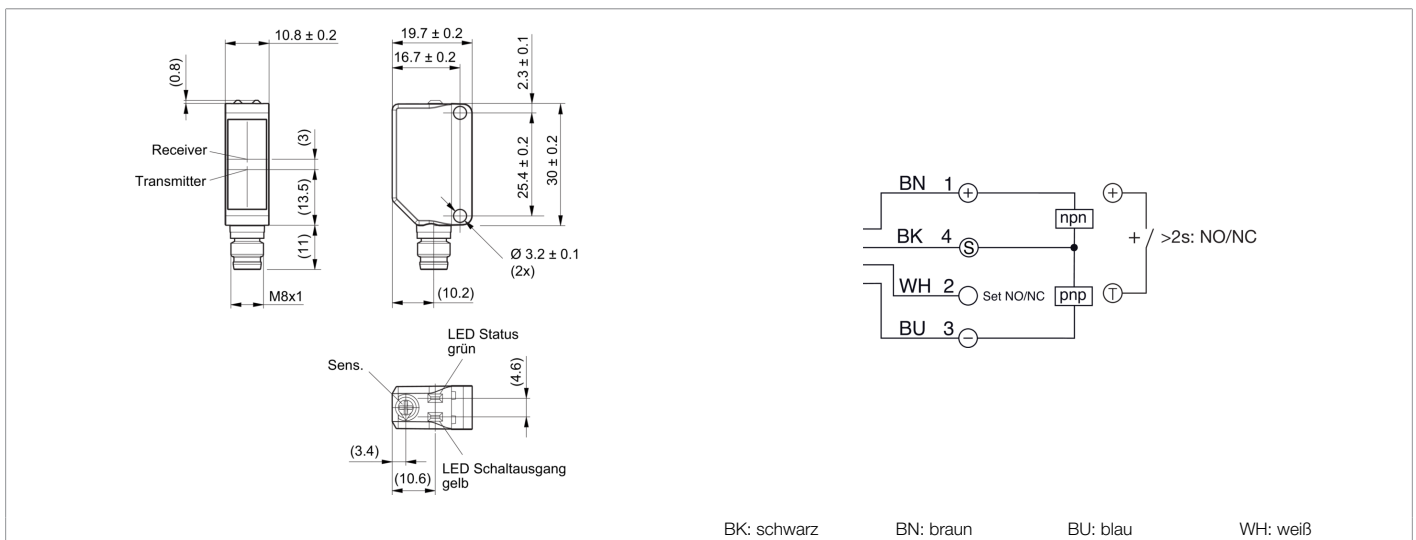 10.8 ± 0.2
(0.8)
Receiver
Transmitter
(3)
(13.5)
(11)
M8x1
19.7 ± 0.2
16.7 ± 0.2
2.3 ± 0.1
25.4 ± 0.2
30 ± 0.2
Ø 3.2 ± 0.1
(2x)
(10.2)
LED Status
grün
Sens.
(4.6)
(3.4)
(10.6)
LED Schaltausgang
gelb
BN 1 +
npn
BK 4 S
WH 2 Set NO/NC
pnp
BU 3 −
+
+ >2s: NO/NC
T
BK: schwarz BN: braun BU: blau WH: weiß